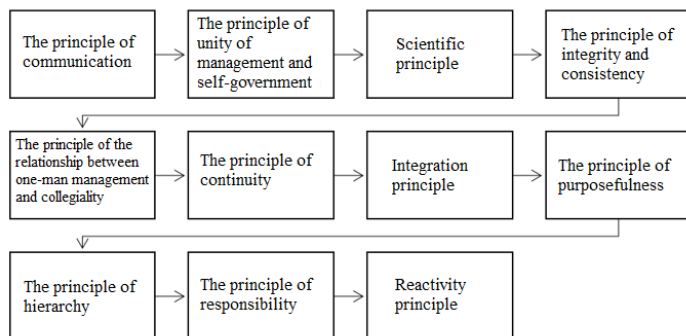 The principle of
communication
The principle of
unity of
management and
self-government
Scientific
principle
The principle of
integrity and
consistency
The principle of the
relationship between
one-man management
and collegiality
The principle of
continuity
Integration
principle
The principle of
purposefulness
The principle of
hierarchy
The principle of
responsibility
Reactivity
principle